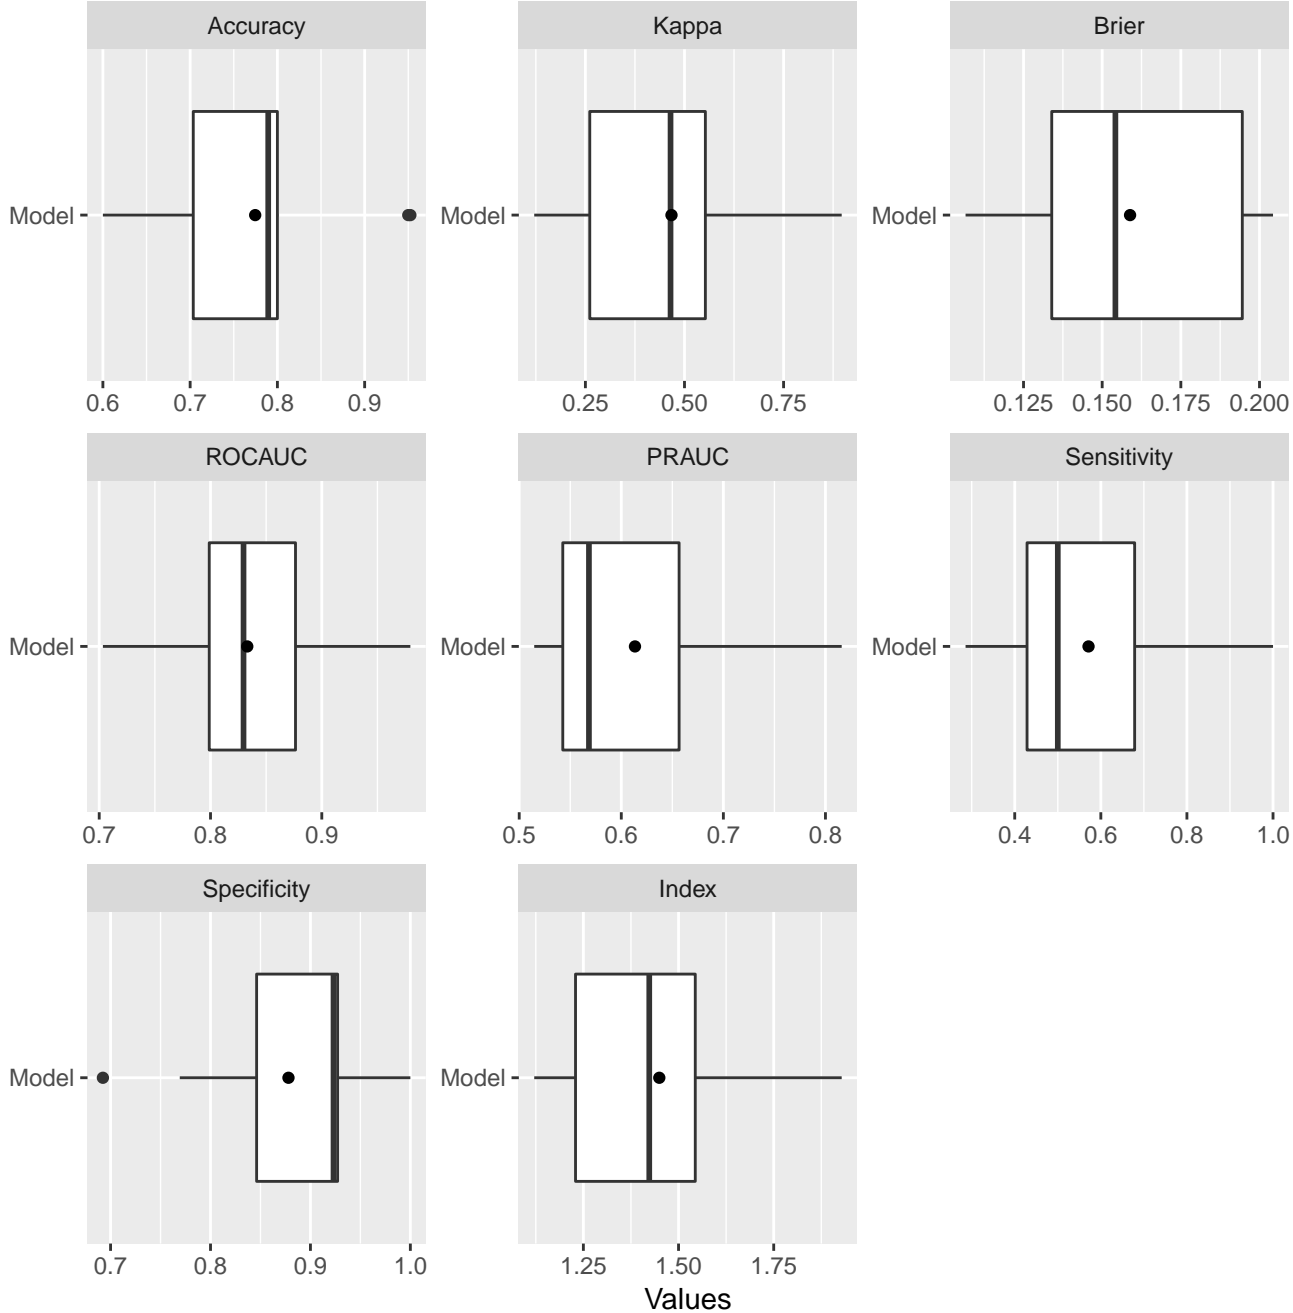 Accuracy Kappa Brier
Model Model Model
0.6 0.7 0.8 0.9 0.25 0.50 0.75 0.125 0.150 0.175 0.200
ROCAUC PRAUC Sensitivity
Model Model Model
0.7 0.8 0.9 0.5 0.6 0.7 0.8 0.4 0.6 0.8 1.0
Specificity Index
Model Model
0.7 0.8 0.9 1.0 1.25 1.50 1.75
Values